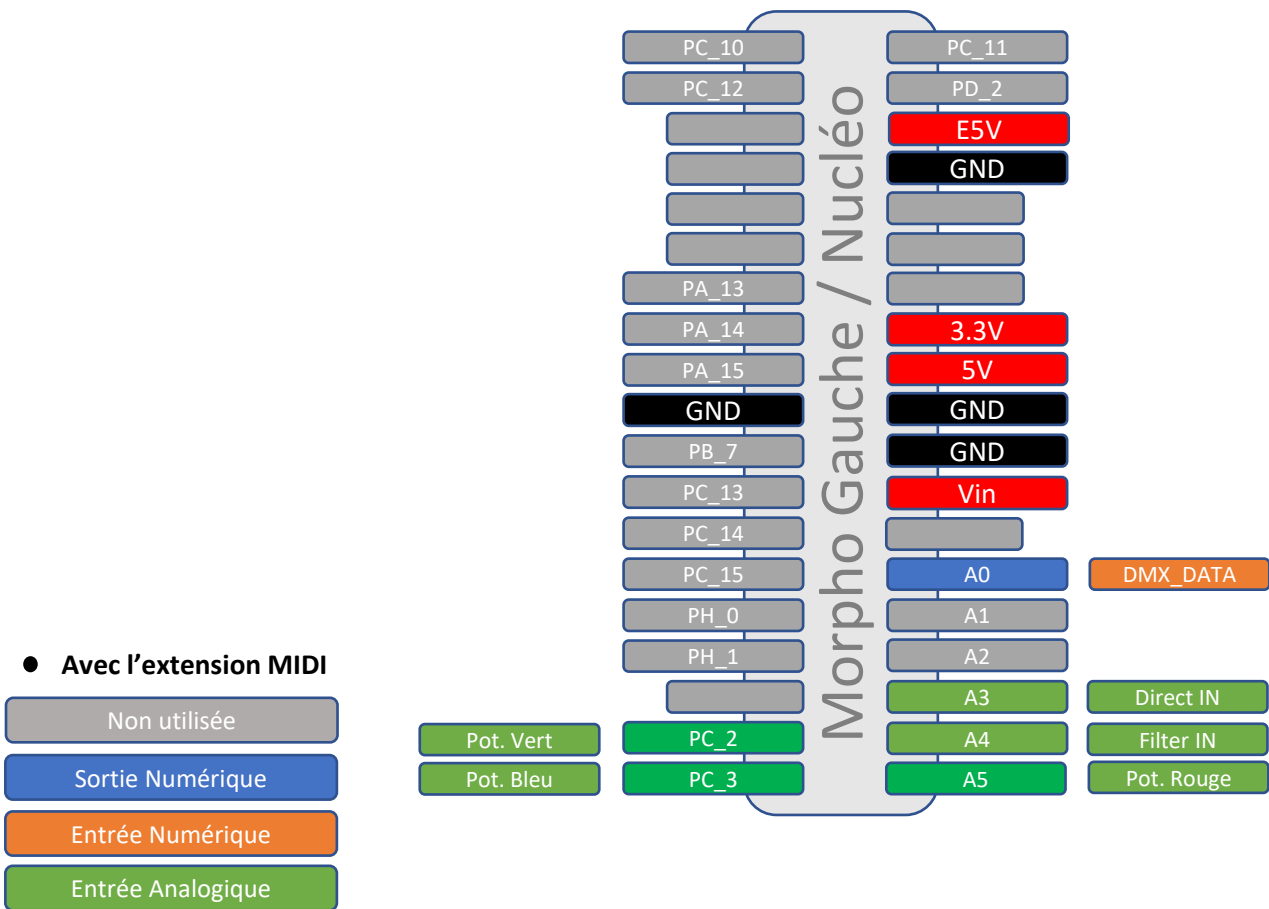 PC_10 PC_11
PC_12 PD_2
E5V
GND
PA_13
PA_14 3.3V
PA_15 5V
GND GND
PB_7 GND
PC_13 Vin
PC_14
PC_15 A0 DMX_DATA
PH_0 A1
PH_1 A2
A3 Direct IN
Pot. Vert PC_2 A4 Filter IN
Pot. Bleu PC_3 A5 Pot. Rouge
Morpho Gauche / Nucléo
● Avec l'extension MIDI
Non utilisée
Sortie Numérique
Entrée Numérique
Entrée Analogique